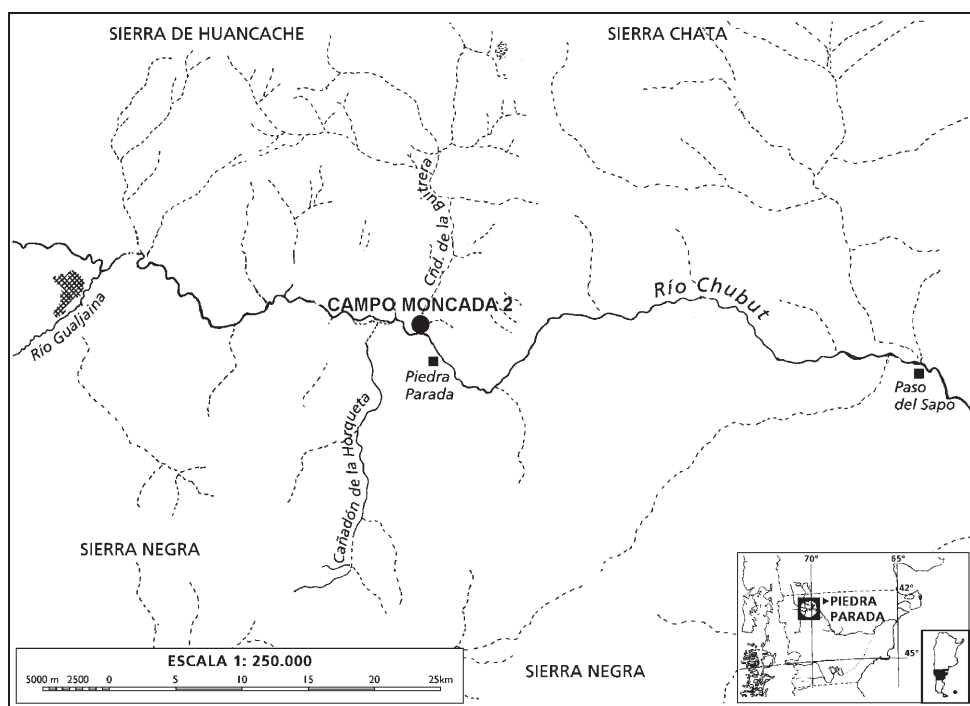 SIERRA DE HUANCACHE
SIERRA CHATA
Cñd. de la Buitrera
Río Chubut
CAMPO MONCADA 2
Río Gualjaina
Piedra
Parada
Paso
del Sapo
Cañadón de la Horqueta
SIERRA NEGRA
SIERRA NEGRA
70° 65°
42°
PIEDRA
PARADA
45°
ESCALA 1: 250.000
5000 m 2500 0 5 10 15 20 25km